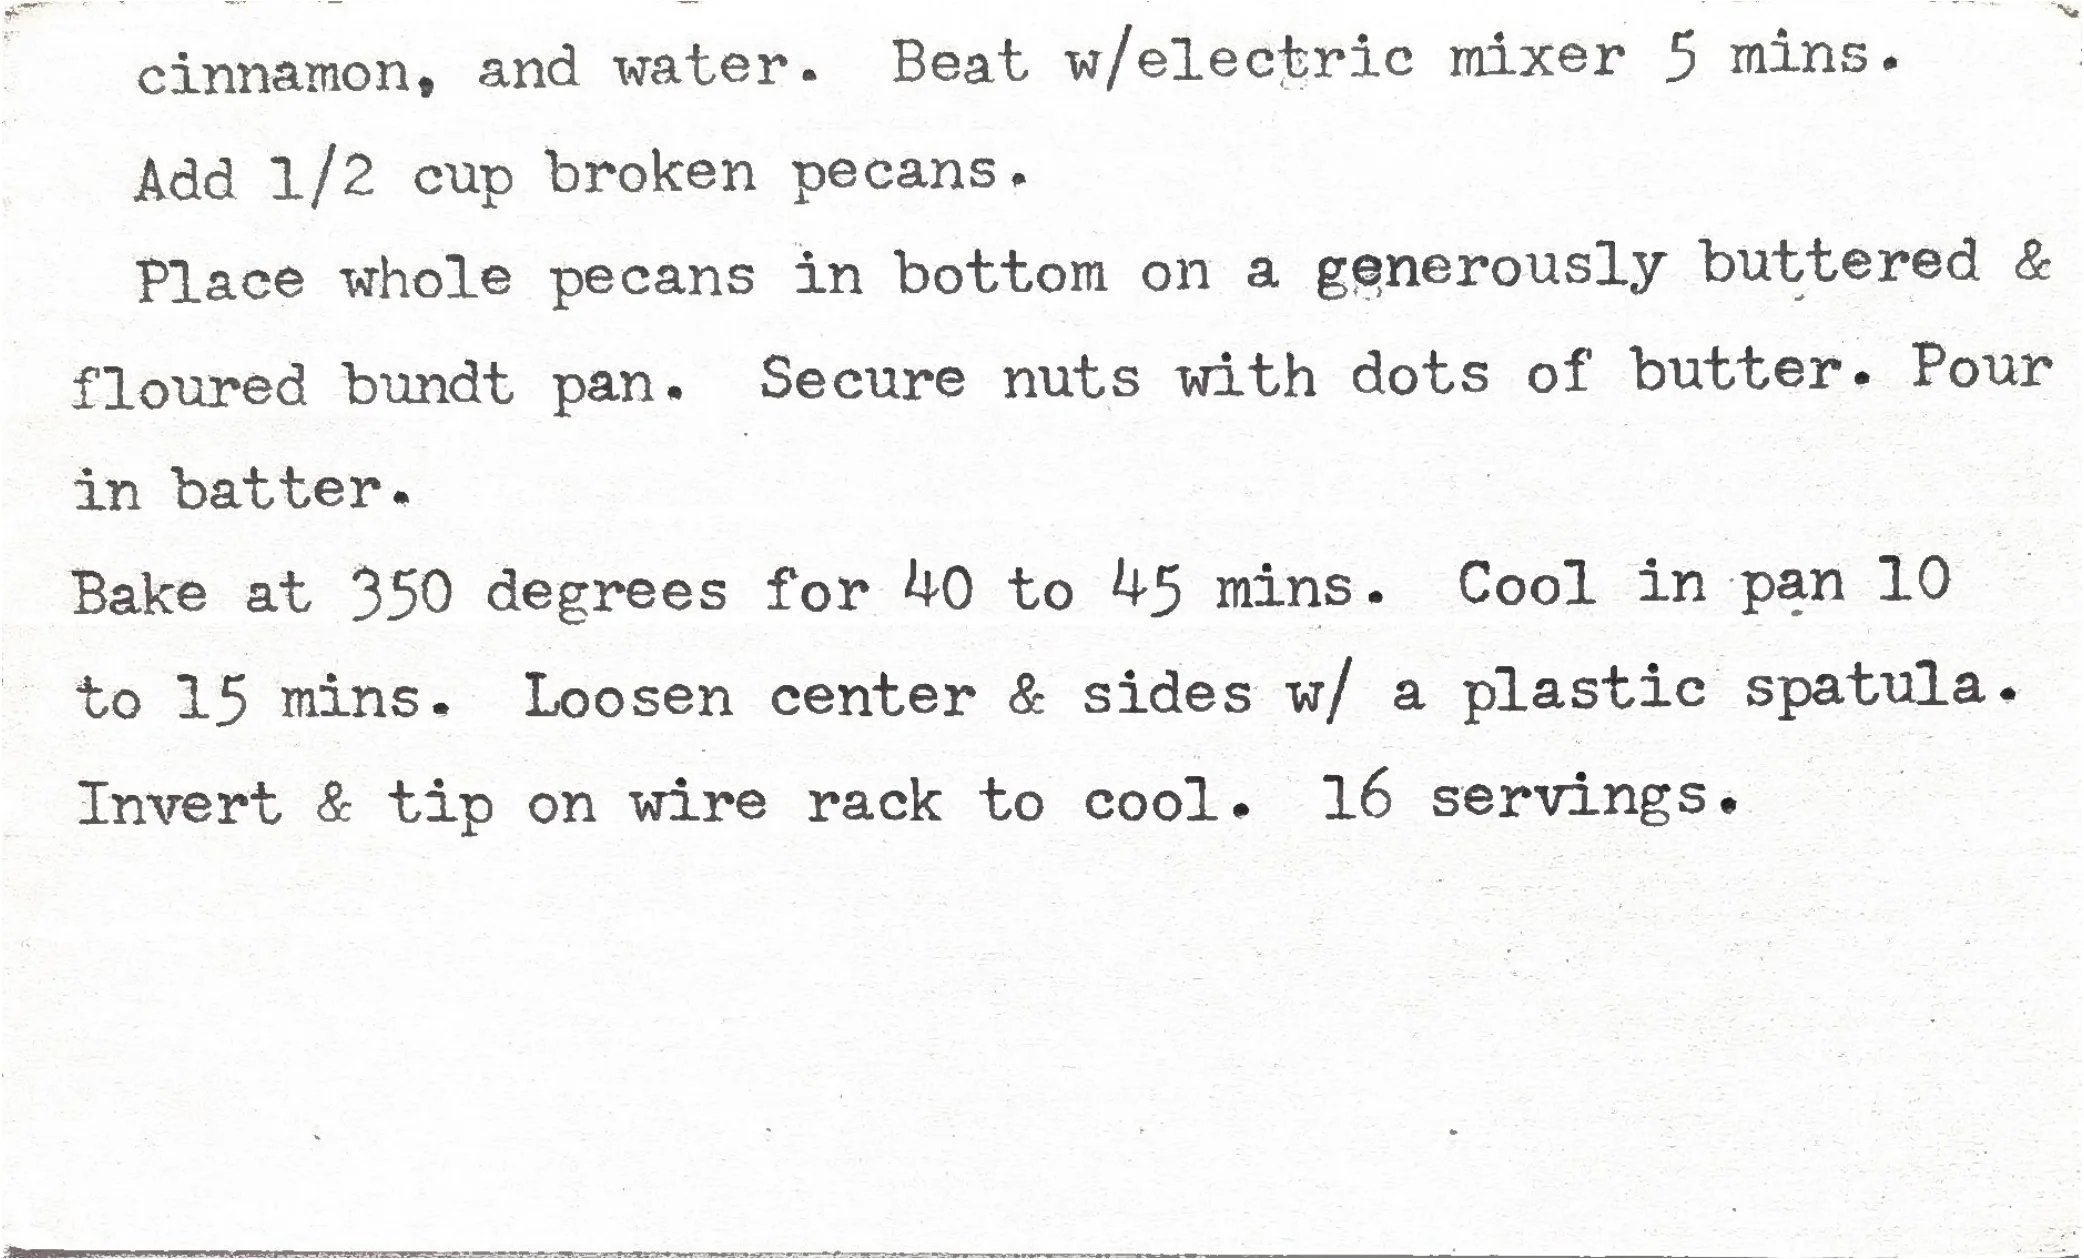 cinnamon, and water.  Beat w/electric mixer 5 mins.
Add 1/2 cup broken pecans.
Place whole pecans in bottom on a generously buttered &
floured bundt pan.  Secure nuts with dots of butter. Pour
in batter.
Bake at 350 degrees for 40 to 45 mins.  Cool in pan 10
to 15 mins.  Loosen center & sides w/ a plastic spatula.
Invert & tip on wire rack to cool.  16 servings.